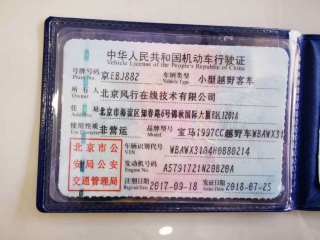 中华人民共和国机动车行驶证
Vehicle License of the People's Republic of China
号牌号码 京EBJ882 车辆类型 小型越野客车
Plate No. Vehicle Type
所有人 北京风行在线技术有限公司
Owner
住址 北京市海淀区知春路6号锦秋国际大厦B区1201A
Address
使用性质 非营运 品牌型号 宝马1997CC越野车WBAWX31
Use Character Model
北京市公 车辆识别代号 WBAWX3104H0B80214
VIN
安局公安 发动机号码 A5791721N20B20A
Engine No.
交通管理局 注册日期 2017-09-18 发证日期 2018-07-25
Register Date Issue Date